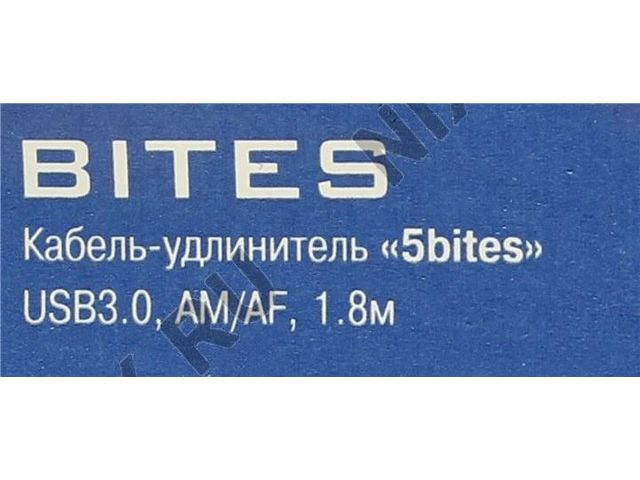 BITES
Кабель-удлинитель «5bites»
USB3.0, AM/AF, 1.8м